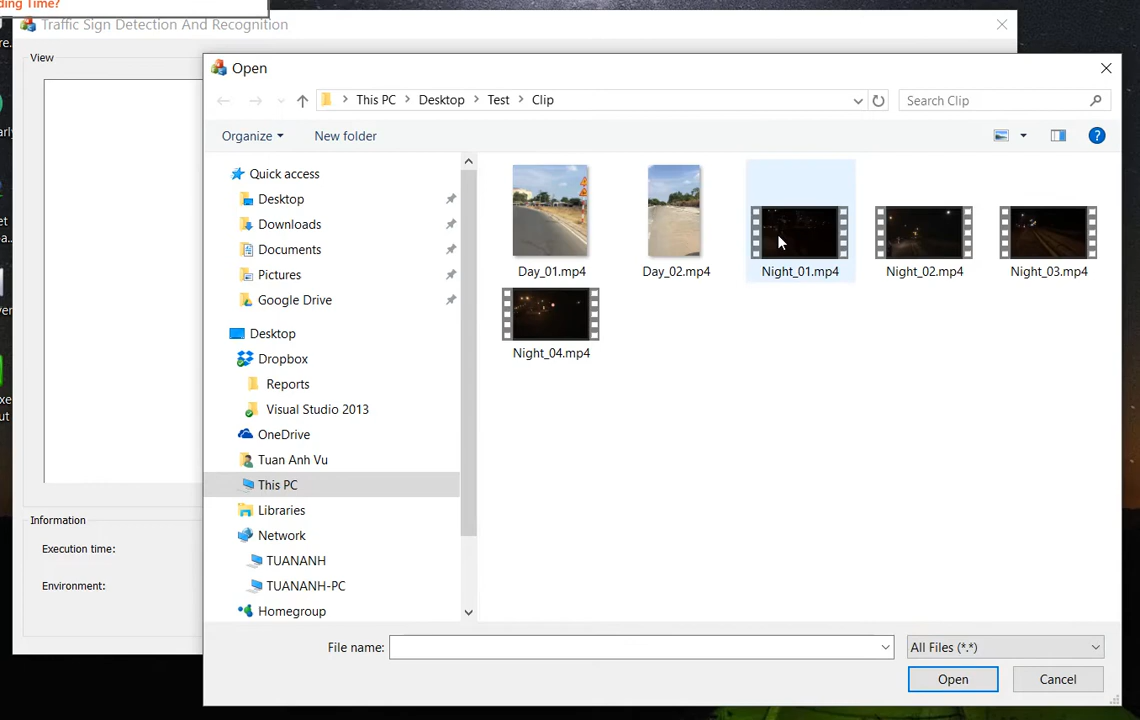 ding Time?
Traffic Sign Detection And Recognition
View
Open
This PC
Desktop
Test
Clip
Search Clip
Organize
New folder
Quick access
Desktop
Downloads
Documents
Pictures
Google Drive
Desktop
Dropbox
Reports
Visual Studio 2013
OneDrive
Tuan Anh Vu
This PC
Libraries
Network
TUANANH
TUANANH-PC
Homegroup
Day_01.mp4
Day_02.mp4
Night_01.mp4
Night_02.mp4
Night_03.mp4
Night_04.mp4
Information
Execution time:
Environment:
File name:
All Files (*.*)
Open
Cancel